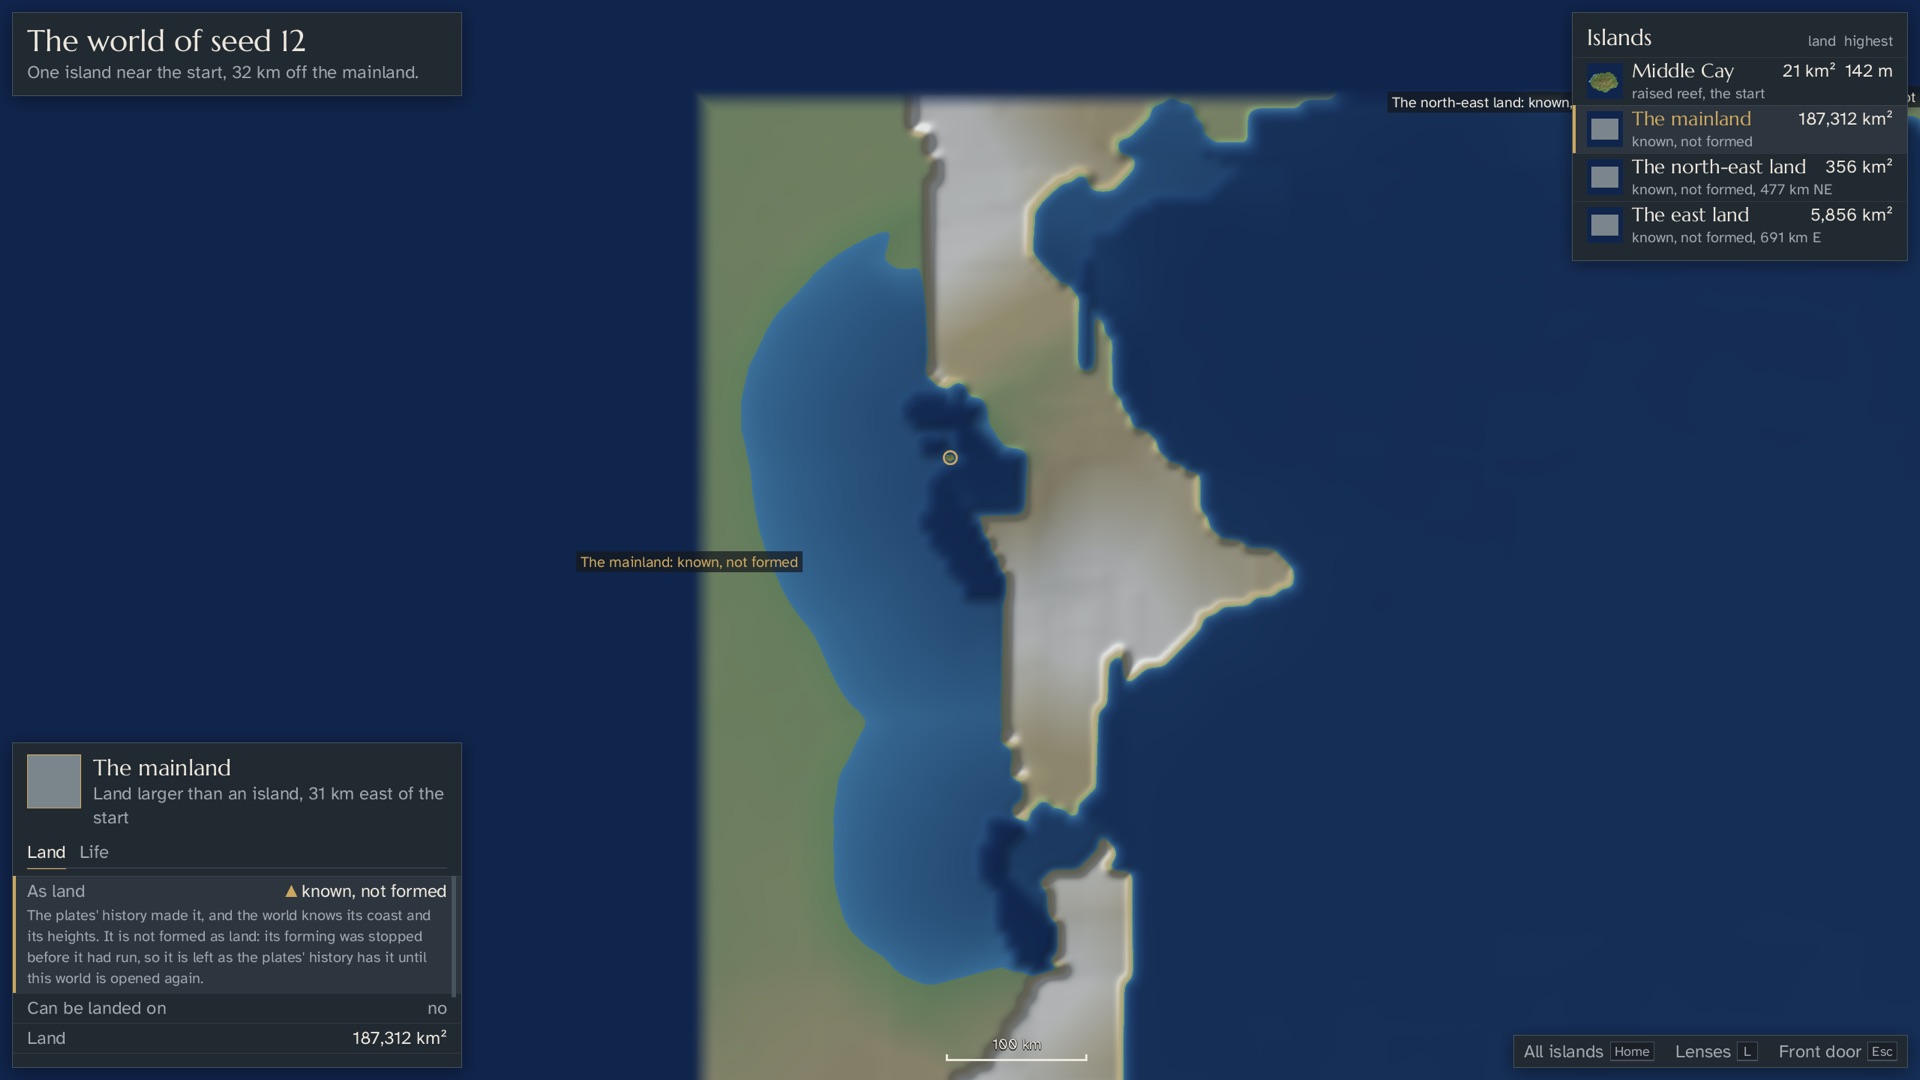 The world of seed 12
One island near the start, 32 km off the mainland.
Islands
land highest
Middle Cay 21 km² 142 m
raised reef, the start
The mainland 187,312 km²
known, not formed
The north-east land 356 km²
known, not formed, 477 km NE
The east land 5,856 km²
known, not formed, 691 km E
The north-east land: known,
The mainland: known, not formed
The mainland
Land larger than an island, 31 km east of the
start
Land Life
As land known, not formed
The plates' history made it, and the world knows its coast and
its heights. It is not formed as land: its forming was stopped
before it had run, so it is left as the plates' history has it until
this world is opened again.
Can be landed on no
Land 187,312 km²
100 km
All islands Home Lenses L Front door Esc